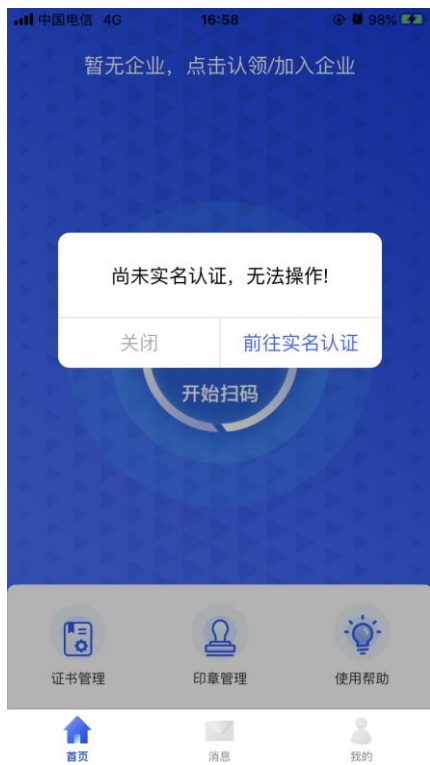 中国电信 4G 16:58 98%
暂无企业，点击认领/加入企业
尚未实名认证，无法操作!
关闭 前往实名认证
开始扫码
证书管理 印章管理 使用帮助
首页 消息 我的